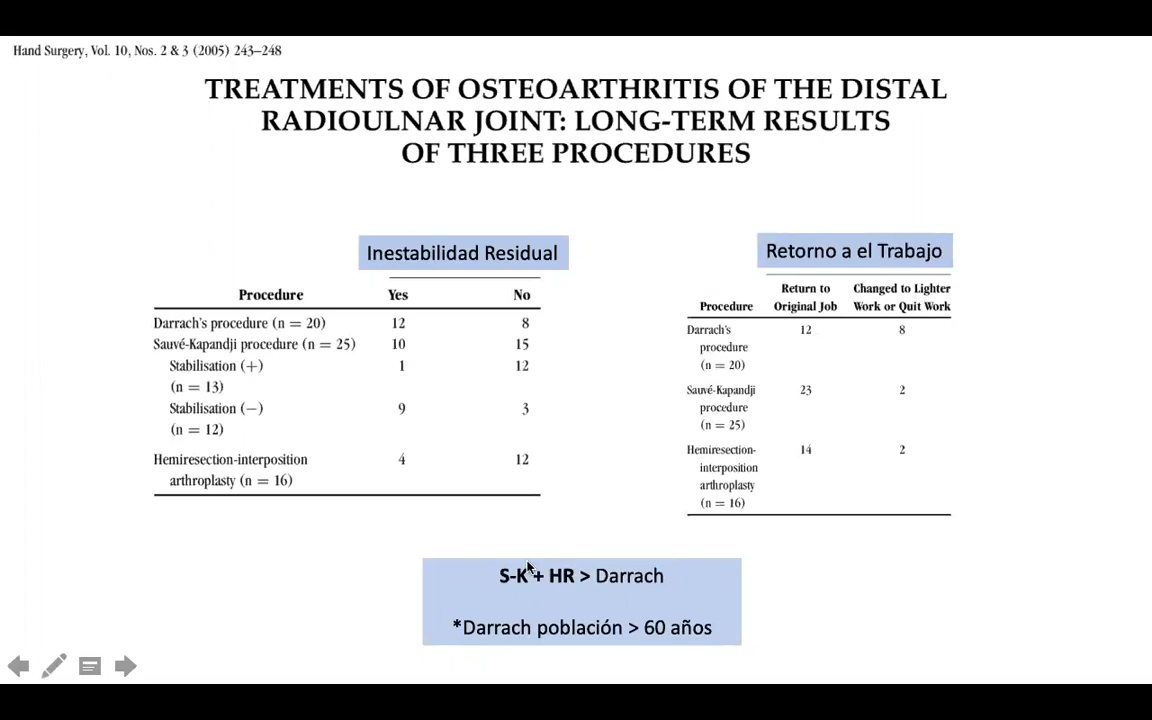 Hand Surgery, Vol. 10, Nos. 2 & 3 (2005) 243–248
TREATMENTS OF OSTEOARTHRITIS OF THE DISTAL
RADIOULNAR JOINT: LONG-TERM RESULTS
OF THREE PROCEDURES
Inestabilidad Residual
Procedure Yes No
Darrach's procedure (n = 20) 12 8
Sauvé-Kapandji procedure (n = 25) 10 15
Stabilisation (+) 1 12
(n = 13)
Stabilisation (−) 9 3
(n = 12)
Hemiresection-interposition 4 12
arthroplasty (n = 16)
Retorno a el Trabajo
Return to Changed to Lighter
Procedure Original Job Work or Quit Work
Darrach's 12 8
procedure
(n = 20)
Sauvé-Kapandji 23 2
procedure
(n = 25)
Hemiresection- 14 2
interposition
arthroplasty
(n = 16)
S-K + HR > Darrach
*Darrach población > 60 años